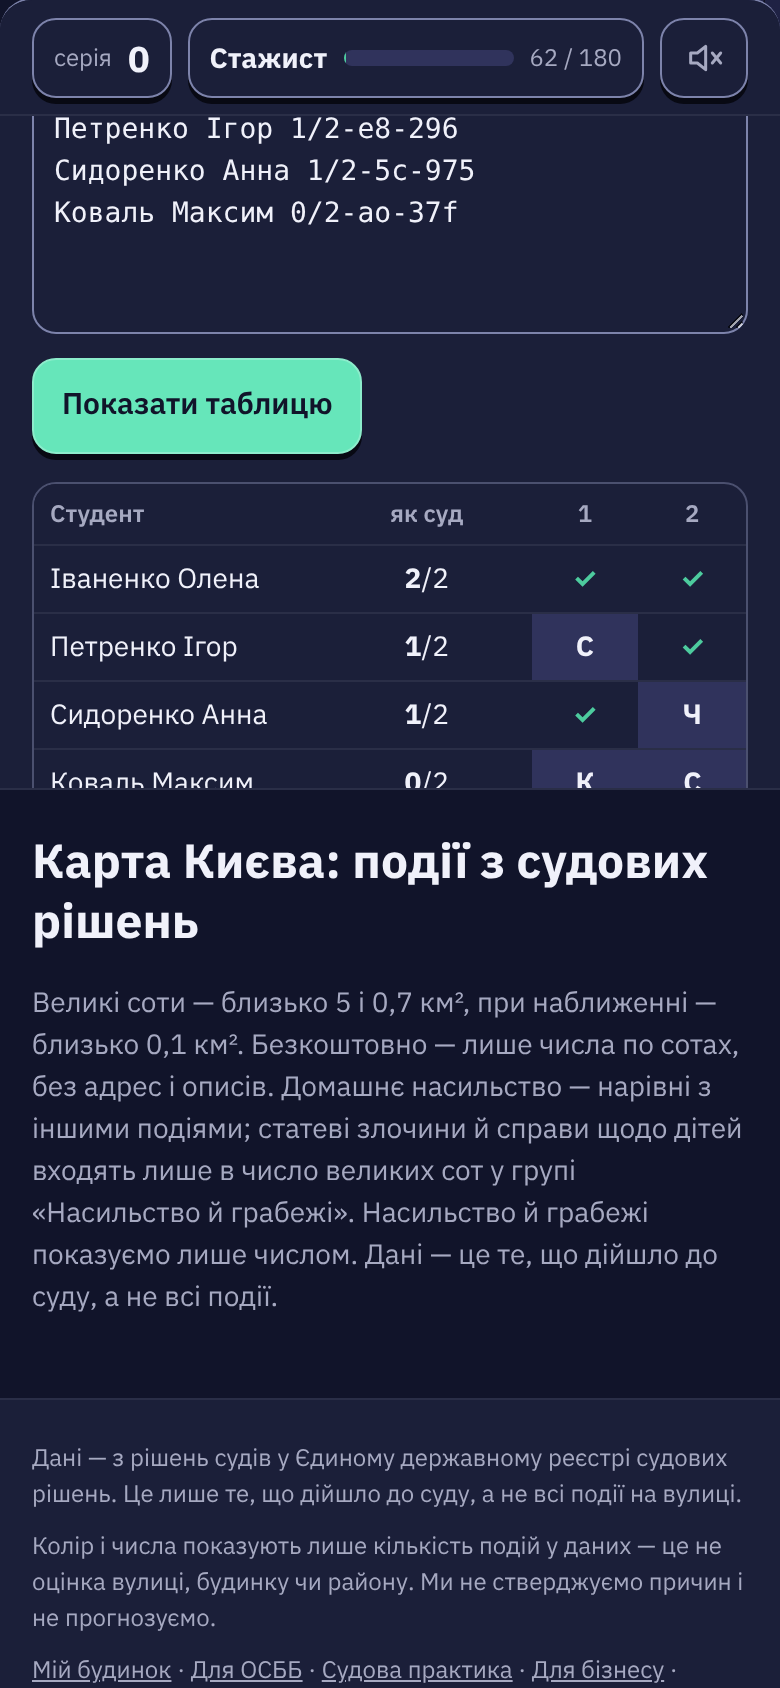 серія 0 Стажист 62 / 180
Петренко Ігор 1/2-e8-296
Сидоренко Анна 1/2-5c-975
Коваль Максим 0/2-ao-37f
Показати таблицю
Студент як суд 1 2
Іваненко Олена 2/2 ✓ ✓
Петренко Ігор 1/2 С ✓
Сидоренко Анна 1/2 ✓ Ч
Коваль Максим 0/2 К С
Карта Києва: події з судових
рішень
Великі соти — близько 5 і 0,7 км², при наближенні —
близько 0,1 км². Безкоштовно — лише числа по сотах,
без адрес і описів. Домашнє насильство — нарівні з
іншими подіями; статеві злочини й справи щодо дітей
входять лише в число великих сот у групі
«Насильство й грабежі». Насильство й грабежі
показуємо лише числом. Дані — це те, що дійшло до
суду, а не всі події.
Дані — з рішень судів у Єдиному державному реєстрі судових
рішень. Це лише те, що дійшло до суду, а не всі події на вулиці.
Колір і числа показують лише кількість подій у даних — це не
оцінка вулиці, будинку чи району. Ми не стверджуємо причин і
не прогнозуємо.
Мій будинок · Для ОСББ · Судова практика · Для бізнесу ·